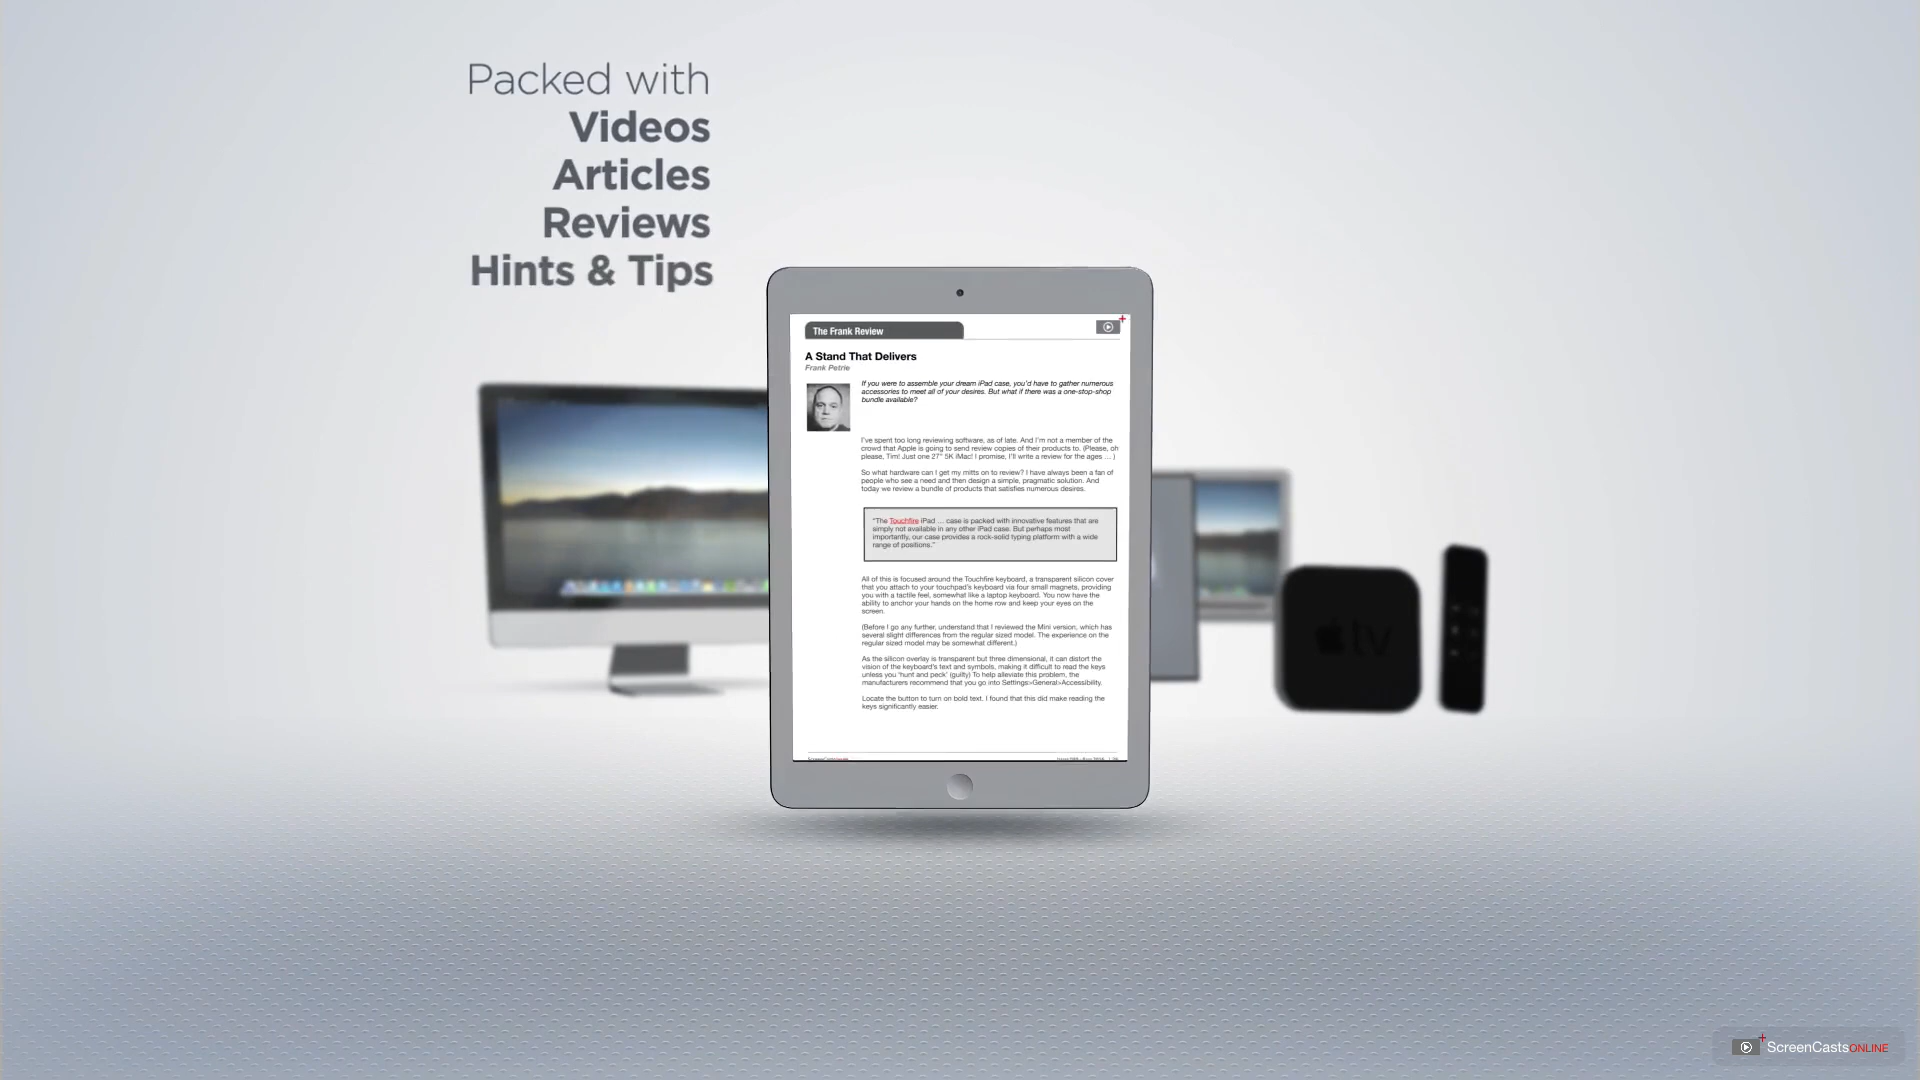 Packed with
Videos
Articles
Reviews
Hints & Tips
The Frank Review
A Stand That Delivers
Frank Petrie
If you were to assemble your dream iPad case, you'd have to gather numerous
accessories to meet all of your desires. But what if there was a one-stop-shop
bundle available?
I've spent too long reviewing software, as of late. And I'm not a member of the
crowd that Apple is going to send review copies of their products to. (Please, oh
please, Tim! Just one 27" 5K iMac! I promise, I'll write a review for the ages ... )
So what hardware can I get my mitts on to review? I have always been a fan of
people who see a need and then design a simple, pragmatic solution. And
today we review a bundle of products that satisfies numerous desires.
"The Touchfire iPad ... case is packed with innovative features that are
simply not available in any other iPad case. But perhaps most
importantly, our case provides a rock-solid typing platform with a wide
range of positions."
All of this is focused around the Touchfire keyboard, a transparent silicon cover
that you attach to your touchpad's keyboard via four small magnets, providing
you with a tactile feel, somewhat like a laptop keyboard. You now have the
ability to anchor your hands on the home row and keep your eyes on the
screen.
(Before I go any further, understand that I reviewed the Mini version, which has
several slight differences from the regular sized model. The experience on the
regular sized model may be somewhat different.)
As the silicon overlay is transparent but three dimensional, it can distort the
vision of the keyboard's text and symbols, making it difficult to read the keys
unless you 'hunt and peck' (guilty) To help alleviate this problem, the
manufacturers recommend that you go into Settings>General>Accessibility.
Locate the button to turn on bold text. I found that this did make reading the
keys significantly easier.
tv
ScreenCastsONLINE